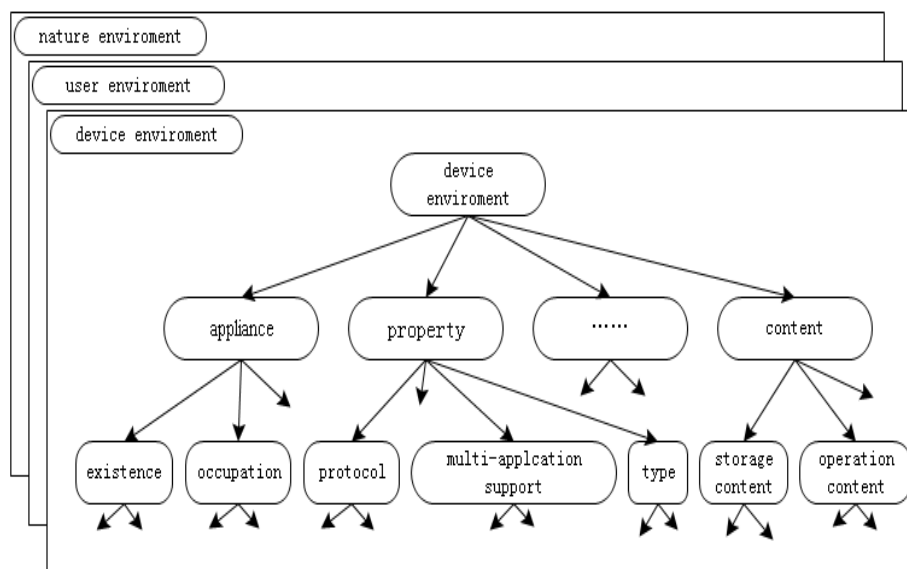 nature enviroment
user enviroment
device enviroment
device
enviroment
appliance
property
……
content
existence
occupation
protocol
multi-applcation
support
type
storage
content
operation
content